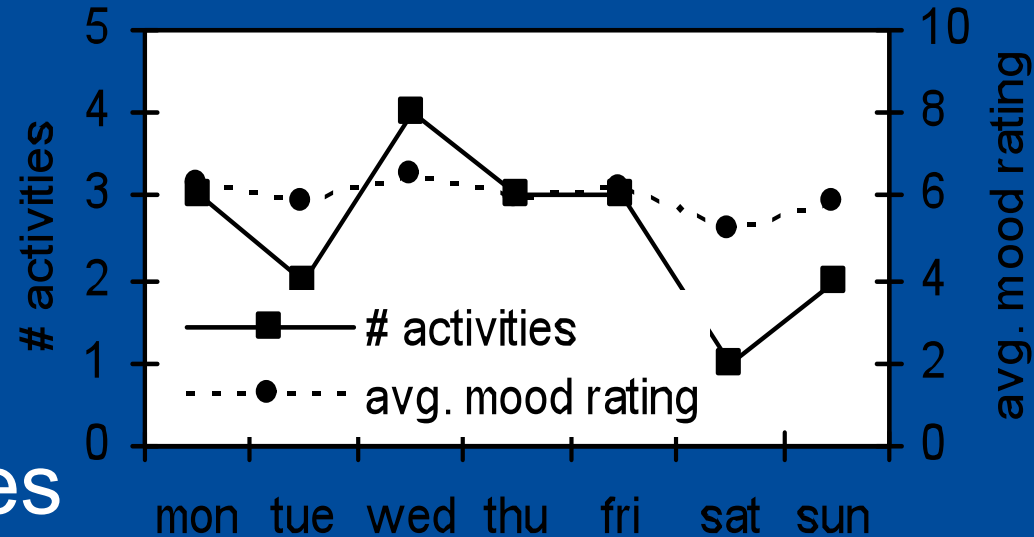 # activities
5
4
3
2
1
0
10
8
6
4
2
0
avg. mood rating
# activities
avg. mood rating
mon tue wed thu fri sat sun
es